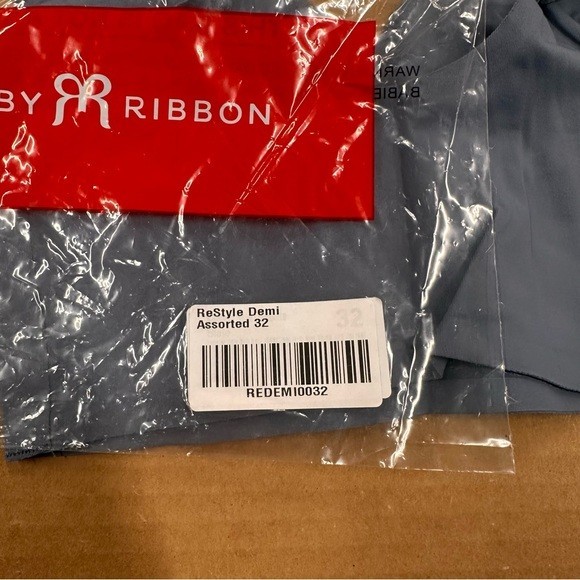 BY RR RIBBON
ReStyle Demi
Assorted 32
32
REDEMI0032